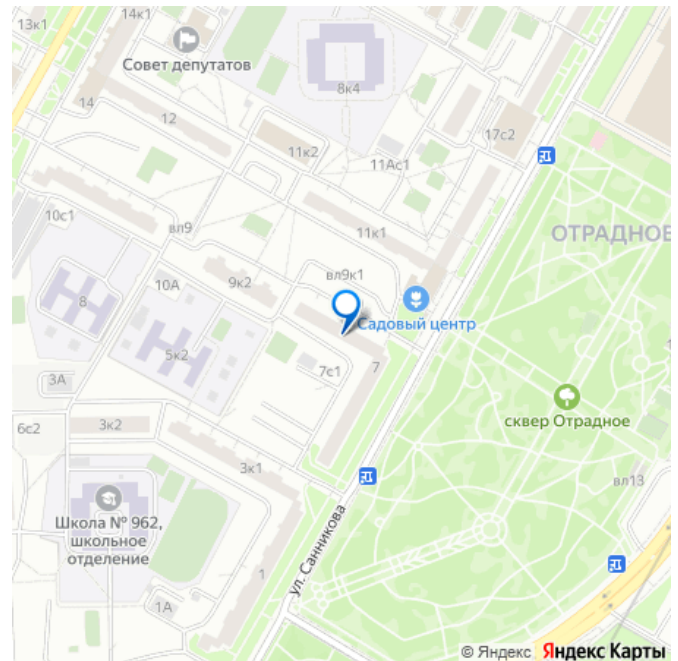 13к1
14к1
Совет депутатов
8к4
14
12
17с2
11к2
11Ас1
10с1
вл9
11к1
ОТРАДНОЕ
10А
9к2
вл9к1
8
Садовый центр
5к2
7с1
7
3А
сквер Отрадное
6с2
3к2
3к1
вл13
Школа № 962,
школьное
отделение
ул. Санникова
1
1А
© Яндекс Яндекс Карты